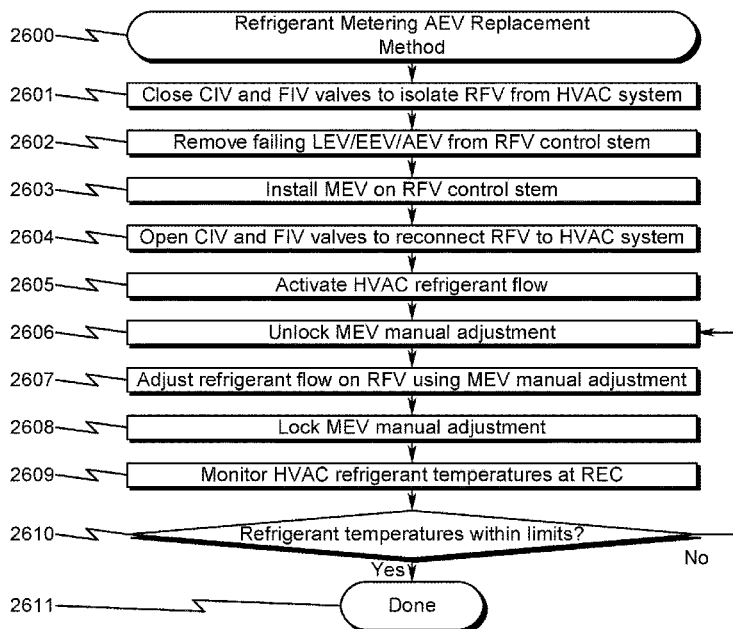 2600
Refrigerant Metering AEV Replacement
Method
2601
Close CIV and FIV valves to isolate RFV from HVAC system
2602
Remove failing LEV/EEV/AEV from RFV control stem
2603
Install MEV on RFV control stem
2604
Open CIV and FIV valves to reconnect RFV to HVAC system
2605
Activate HVAC refrigerant flow
2606
Unlock MEV manual adjustment
2607
Adjust refrigerant flow on RFV using MEV manual adjustment
2608
Lock MEV manual adjustment
2609
Monitor HVAC refrigerant temperatures at REC
2610
Refrigerant temperatures within limits?
No
Yes
2611
Done